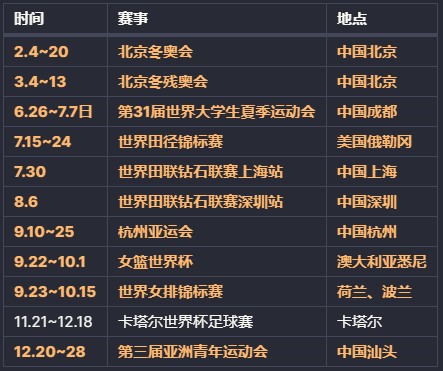 时间 赛事 地点
2.4~20 北京冬奥会 中国北京
3.4~13 北京冬残奥会 中国北京
6.26~7.7日 第31届世界大学生夏季运动会 中国成都
7.15~24 世界田径锦标赛 美国俄勒冈
7.30 世界田联钻石联赛上海站 中国上海
8.6 世界田联钻石联赛深圳站 中国深圳
9.10~25 杭州亚运会 中国杭州
9.22~10.1 女篮世界杯 澳大利亚悉尼
9.23~10.15 世界女排锦标赛 荷兰、波兰
11.21~12.18 卡塔尔世界杯足球赛 卡塔尔
12.20~28 第三届亚洲青年运动会 中国汕头